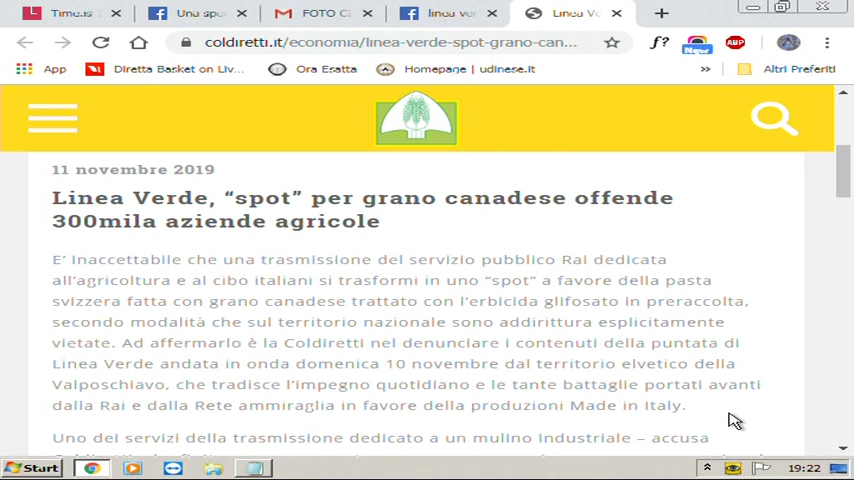 Time.is
Una spo
FOTO C
linea ver
Linea Ve
coldiretti.it/economia/linea-verde-spot-grano-can...
f?
New
ABP
App
Diretta Basket on Liv...
Ora Esatta
Homepage | udinese.it
»
Altri Preferiti
11 novembre 2019
Linea Verde, “spot” per grano canadese offende
300mila aziende agricole
E’ inaccettabile che una trasmissione del servizio pubblico Rai dedicata
all’agricoltura e al cibo italiani si trasformi in uno “spot” a favore della pasta
svizzera fatta con grano canadese trattato con l’erbicida glifosato in preraccolta,
secondo modalità che sul territorio nazionale sono addirittura esplicitamente
vietate. Ad affermarlo è la Coldiretti nel denunciare i contenuti della puntata di
Linea Verde andata in onda domenica 10 novembre dal territorio elvetico della
Valposchiavo, che tradisce l’impegno quotidiano e le tante battaglie portati avanti
dalla Rai e dalla Rete ammiraglia in favore della produzioni Made in Italy.
Uno dei servizi della trasmissione dedicato a un mulino industriale – accusa
Start
19:22